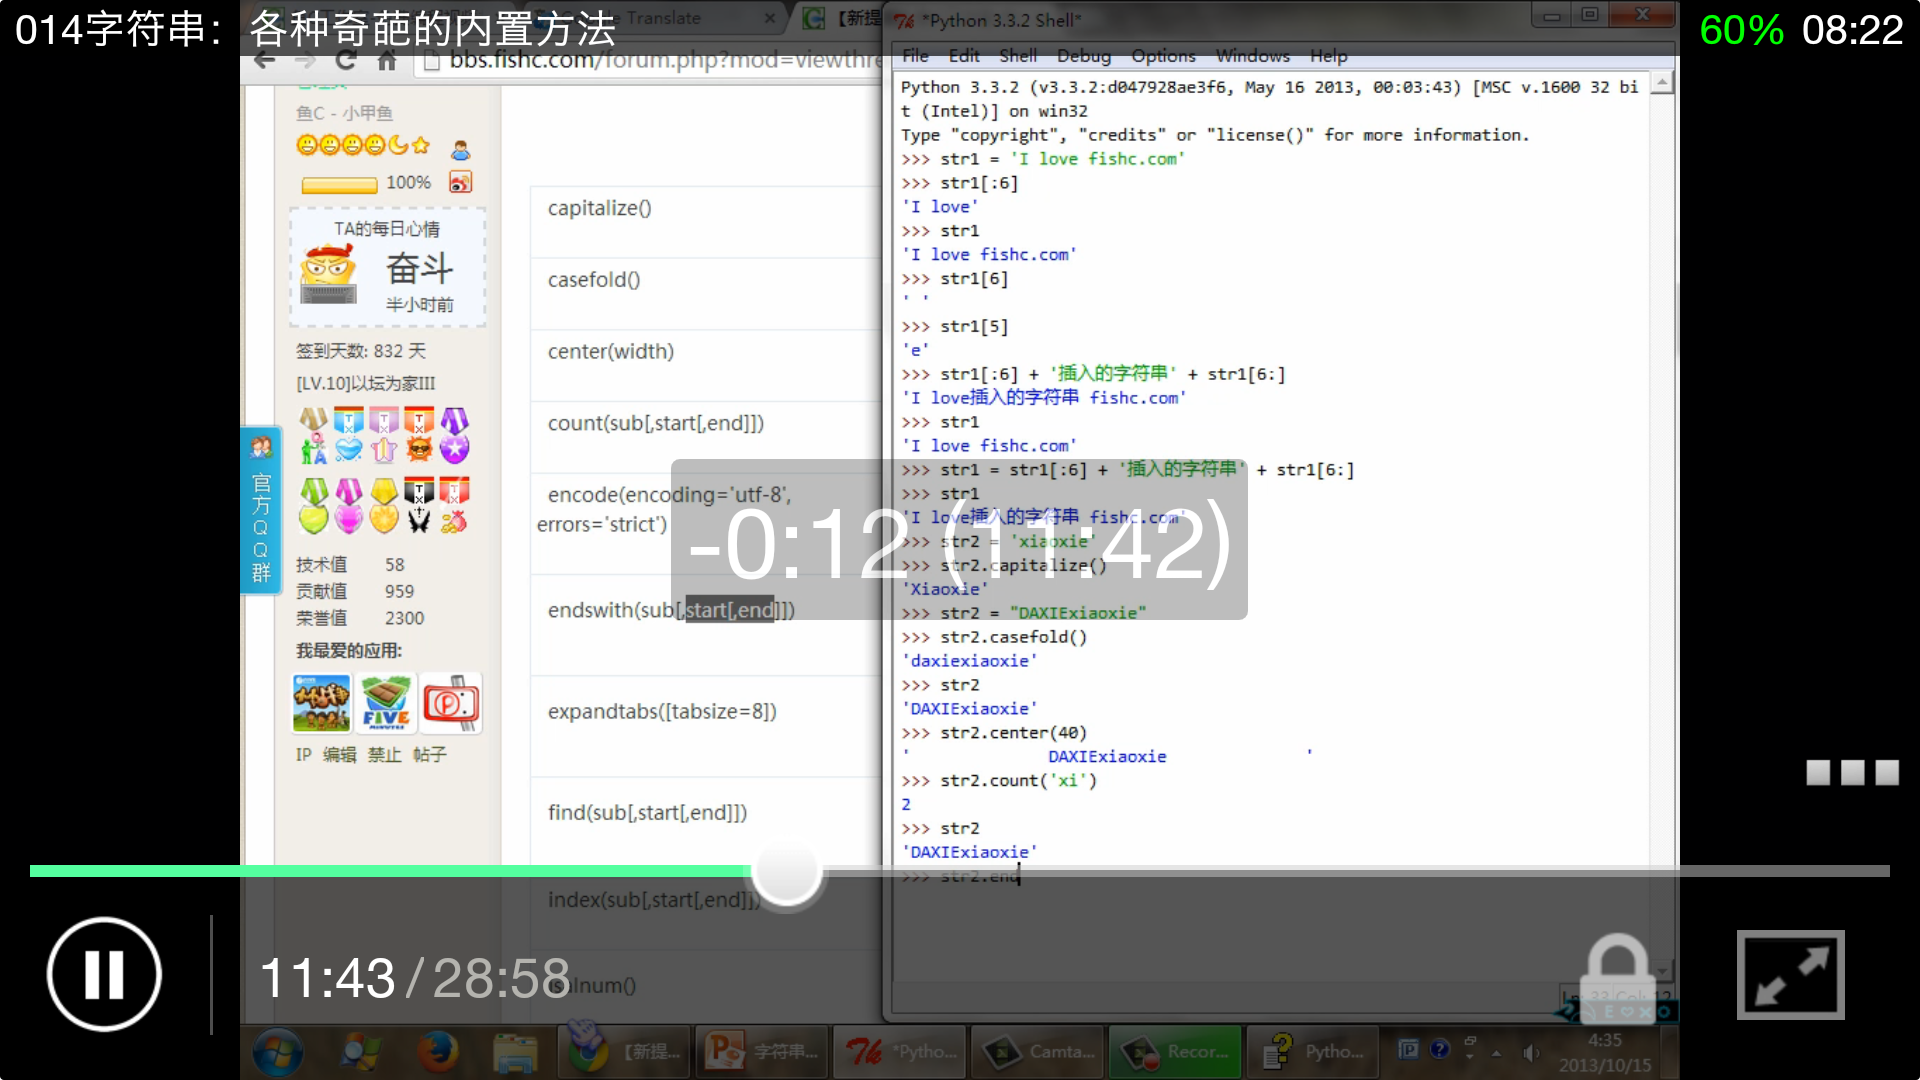 014字符串：各种奇葩的内置方法
60% 08:22
Translate
【新提
*Python 3.3.2 Shell*
bbs.fishc.com/forum.php?mod=viewthre
File Edit Shell Debug Options Windows Help
鱼C - 小甲鱼
100%
TA的每日心情
奋斗
半小时前
签到天数: 832 天
[LV.10]以坛为家III
官方QQ群
技术值 58
贡献值 959
荣誉值 2300
我最爱的应用:
FIVE
MINUTES
IP 编辑 禁止 帖子
capitalize()
casefold()
center(width)
count(sub[,start[,end]])
encode(encoding='utf-8',
errors='strict')
endswith(sub[,start[,end]])
expandtabs([tabsize=8])
find(sub[,start[,end]])
index(sub[,start[,end]])
isalnum()
Python 3.3.2 (v3.3.2:d047928ae3f6, May 16 2013, 00:03:43) [MSC v.1600 32 bi
t (Intel)] on win32
Type "copyright", "credits" or "license()" for more information.
>>> str1 = 'I love fishc.com'
>>> str1[:6]
'I love'
>>> str1
'I love fishc.com'
>>> str1[6]
' '
>>> str1[5]
'e'
>>> str1[:6] + '插入的字符串' + str1[6:]
'I love插入的字符串 fishc.com'
>>> str1
'I love fishc.com'
>>> str1 = str1[:6] + '插入的字符串' + str1[6:]
>>> str1
'I love插入的字符串 fishc.com'
>>> str2 = 'xiaoxie'
>>> str2.capitalize()
'Xiaoxie'
>>> str2 = "DAXIExiaoxie"
>>> str2.casefold()
'daxiexiaoxie'
>>> str2
'DAXIExiaoxie'
>>> str2.center(40)
'              DAXIExiaoxie              '
>>> str2.count('xi')
2
>>> str2
'DAXIExiaoxie'
>>> str2.end
-0:12 (11:42)
11:43/28:58
【新提...
字符串...
*Pytho...
Camta...
Recor...
Pytho...
4:35
2013/10/15